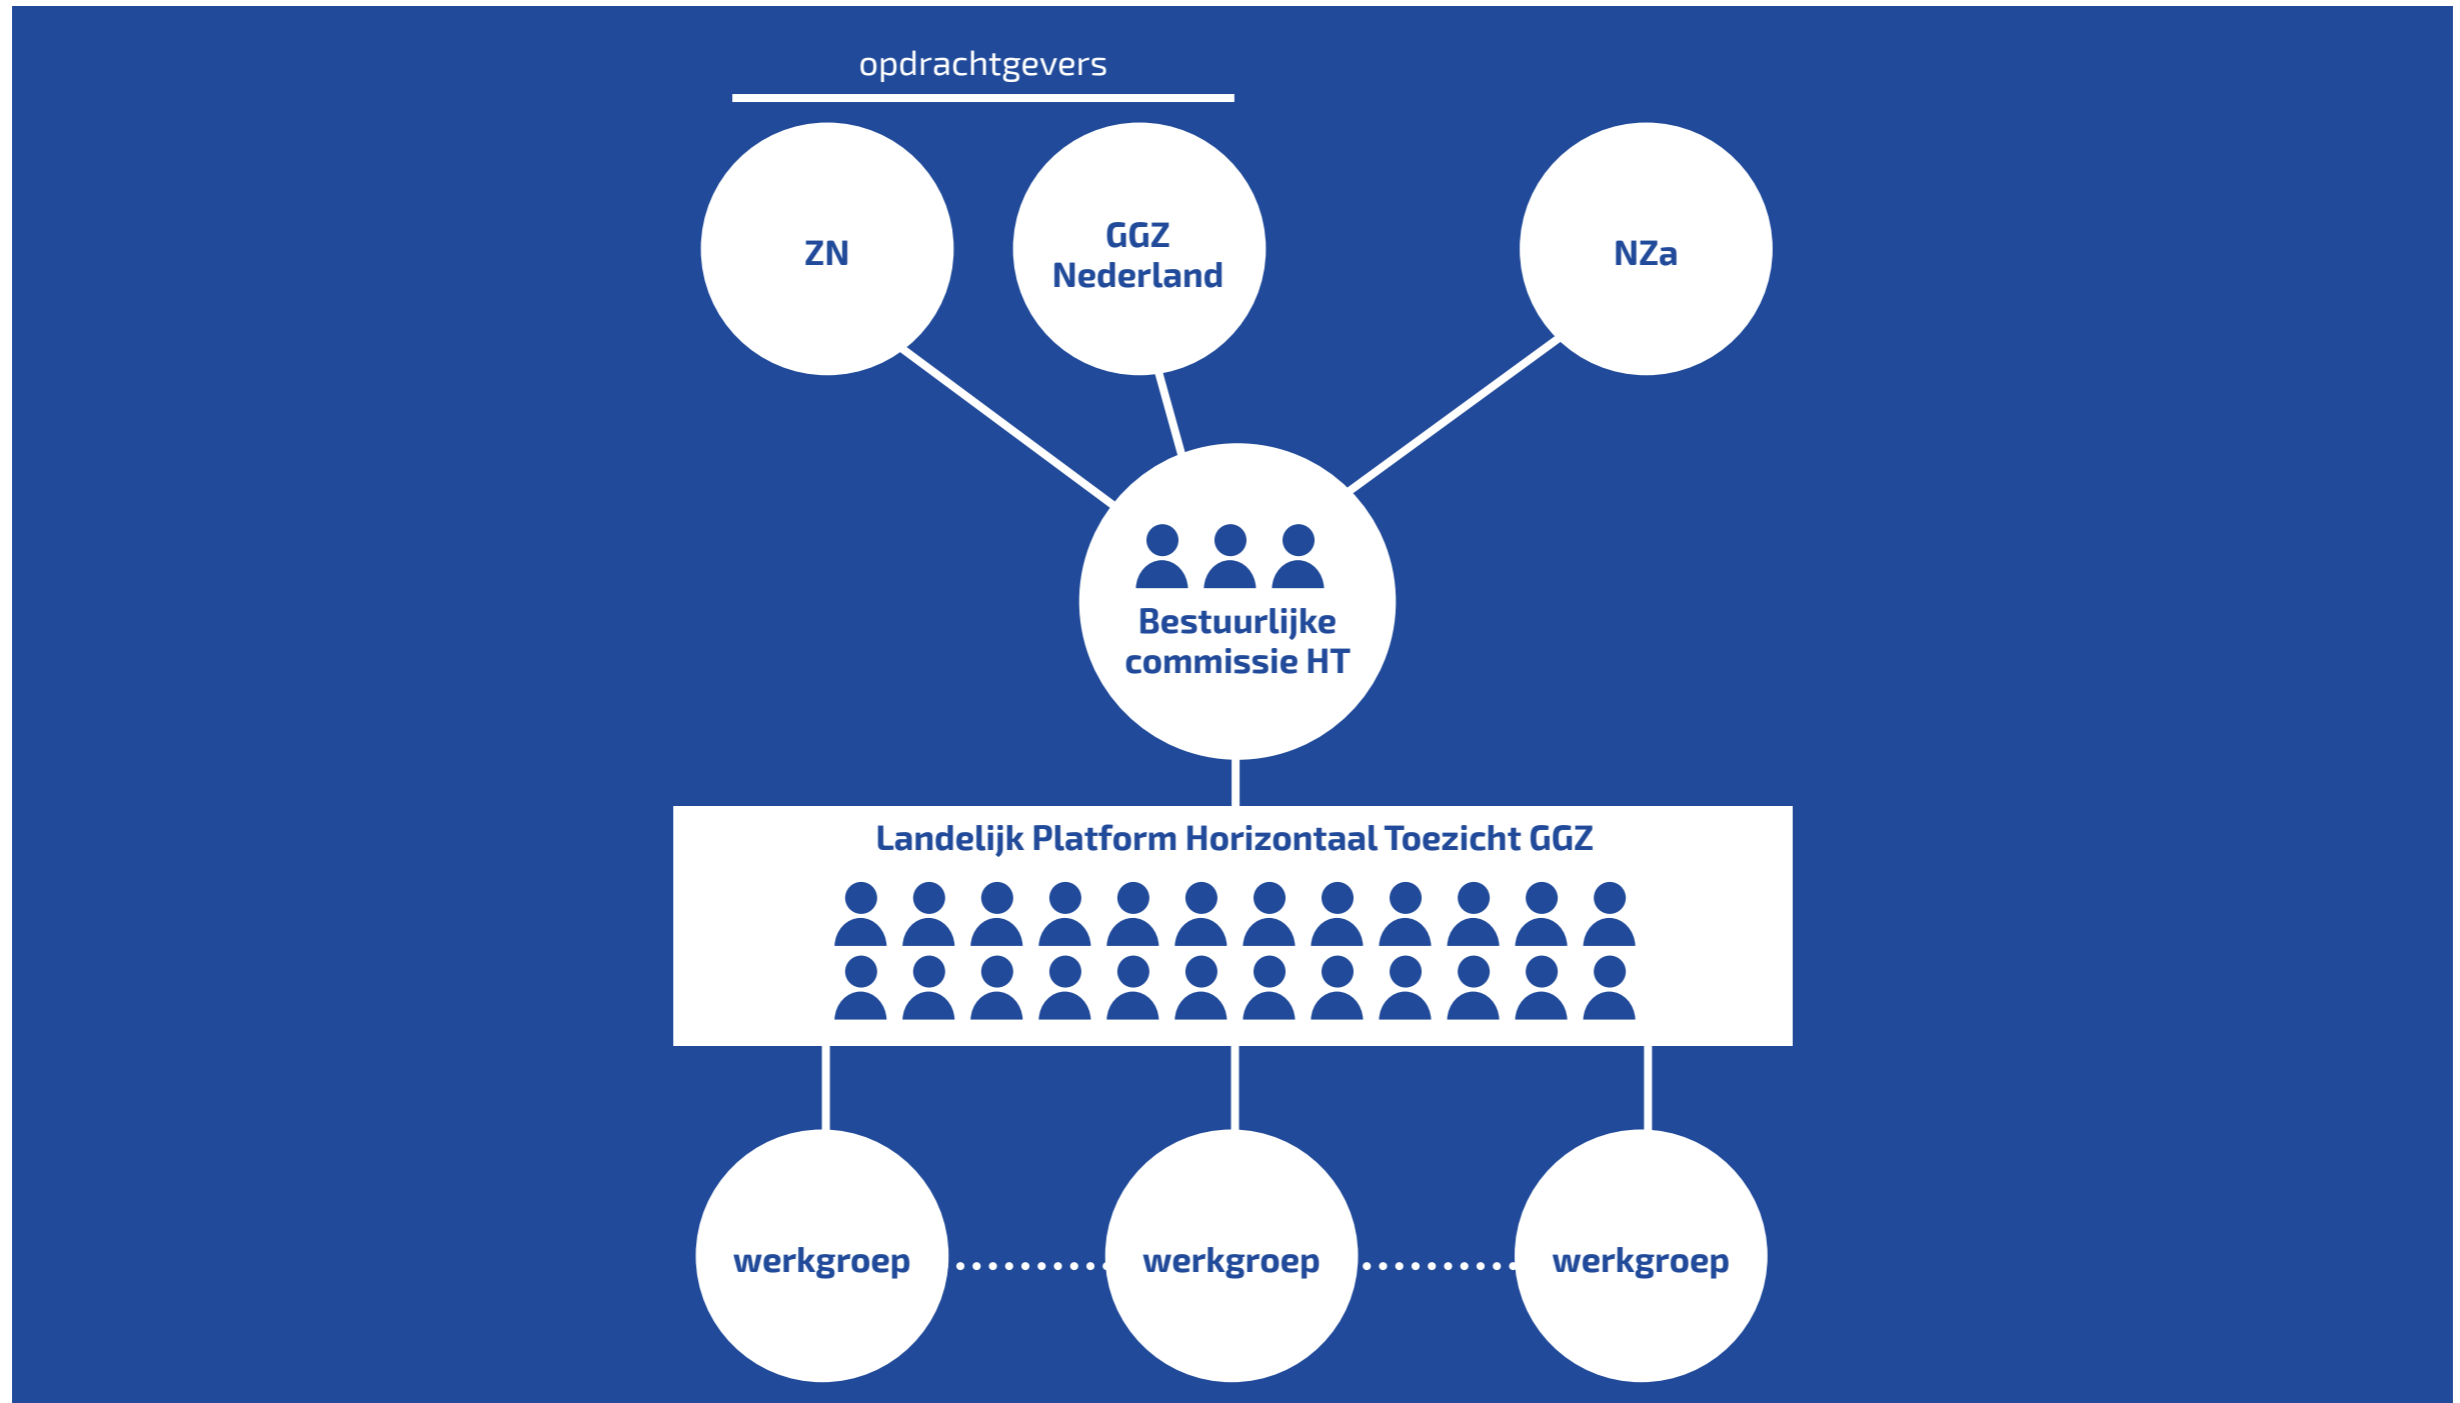 opdrachtgevers
ZN
GGZ
Nederland
NZa
Bestuurlijke
commissie HT
Landelijk Platform Horizontaal Toezicht GGZ
werkgroep
werkgroep
werkgroep